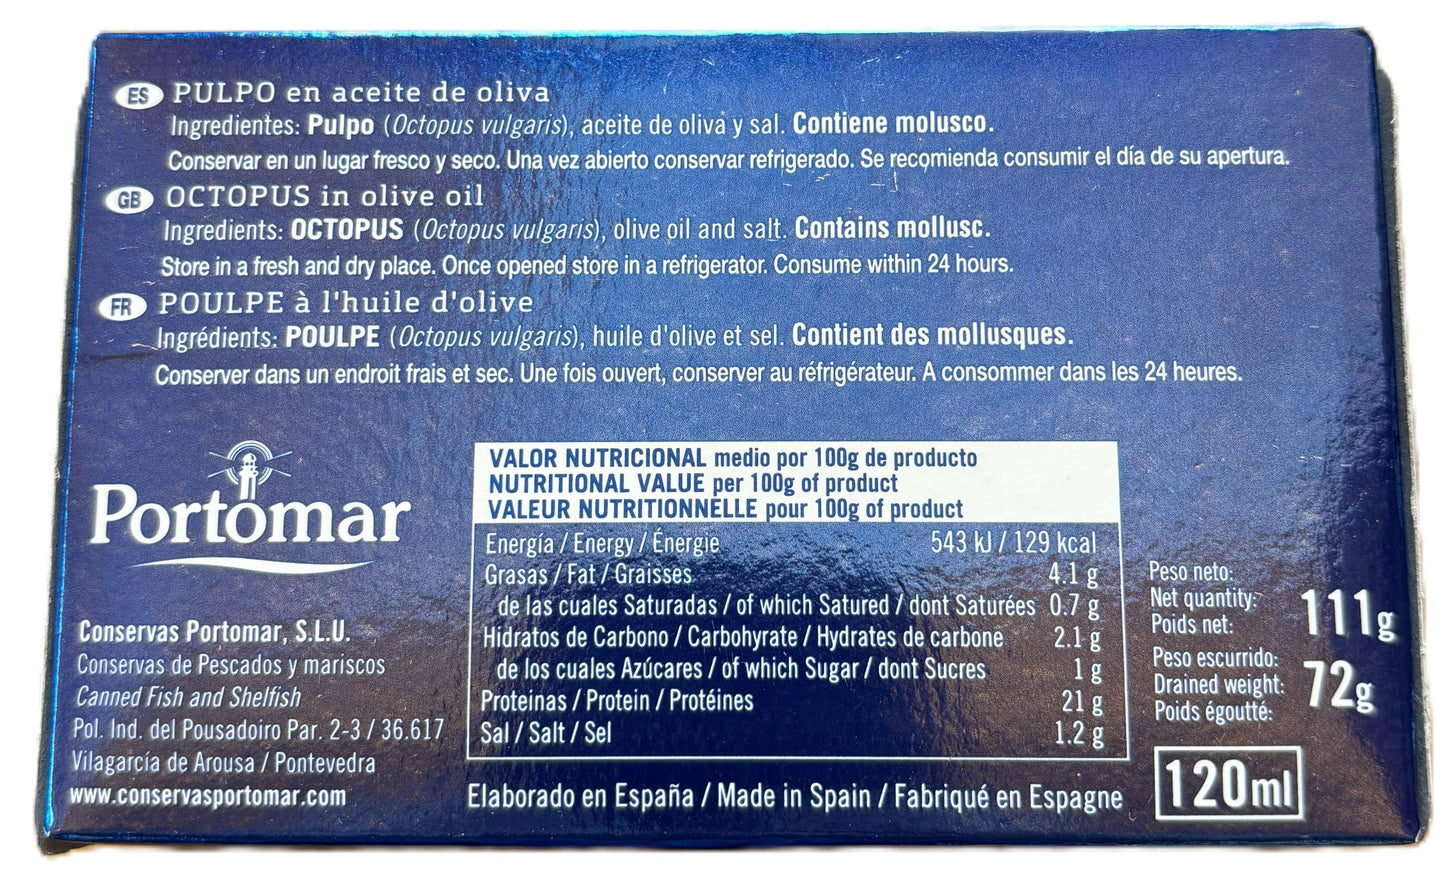 ES PULPO en aceite de oliva
Ingredientes: Pulpo (Octopus vulgaris), aceite de oliva y sal. Contiene molusco.
Conservar en un lugar fresco y seco. Una vez abierto conservar refrigerado. Se recomienda consumir el día de su apertura.
GB OCTOPUS in olive oil
Ingredients: OCTOPUS (Octopus vulgaris), olive oil and salt. Contains mollusc.
Store in a fresh and dry place. Once opened store in a refrigerator. Consume within 24 hours.
FR POULPE à l'huile d'olive
Ingrédients: POULPE (Octopus vulgaris), huile d'olive et sel. Contient des mollusques.
Conserver dans un endroit frais et sec. Une fois ouvert, conserver au réfrigérateur. A consommer dans les 24 heures.
Portomar
Conservas Portomar, S.L.U.
Conservas de Pescados y mariscos
Canned Fish and Shelfish
Pol. Ind. del Pousadoiro Par. 2-3 / 36.617
Vilagarcía de Arousa / Pontevedra
www.conservasportomar.com
VALOR NUTRICIONAL medio por 100g de producto
NUTRITIONAL VALUE per 100g of product
VALEUR NUTRITIONNELLE pour 100g of product
Energía / Energy / Énergie 543 kJ / 129 kcal
Grasas / Fat / Graisses 4.1 g
de las cuales Saturadas / of which Satured / dont Saturées 0.7 g
Hidratos de Carbono / Carbohyrate / Hydrates de carbone 2.1 g
de los cuales Azúcares / of which Sugar / dont Sucres 1 g
Proteinas / Protein / Protéines 21 g
Sal / Salt / Sel 1.2 g
Elaborado en España / Made in Spain / Fabriqué en Espagne
Peso neto:
Net quantity: 111g
Poids net:
Peso escurrido:
Drained weight: 72g
Poids égoutté:
120ml